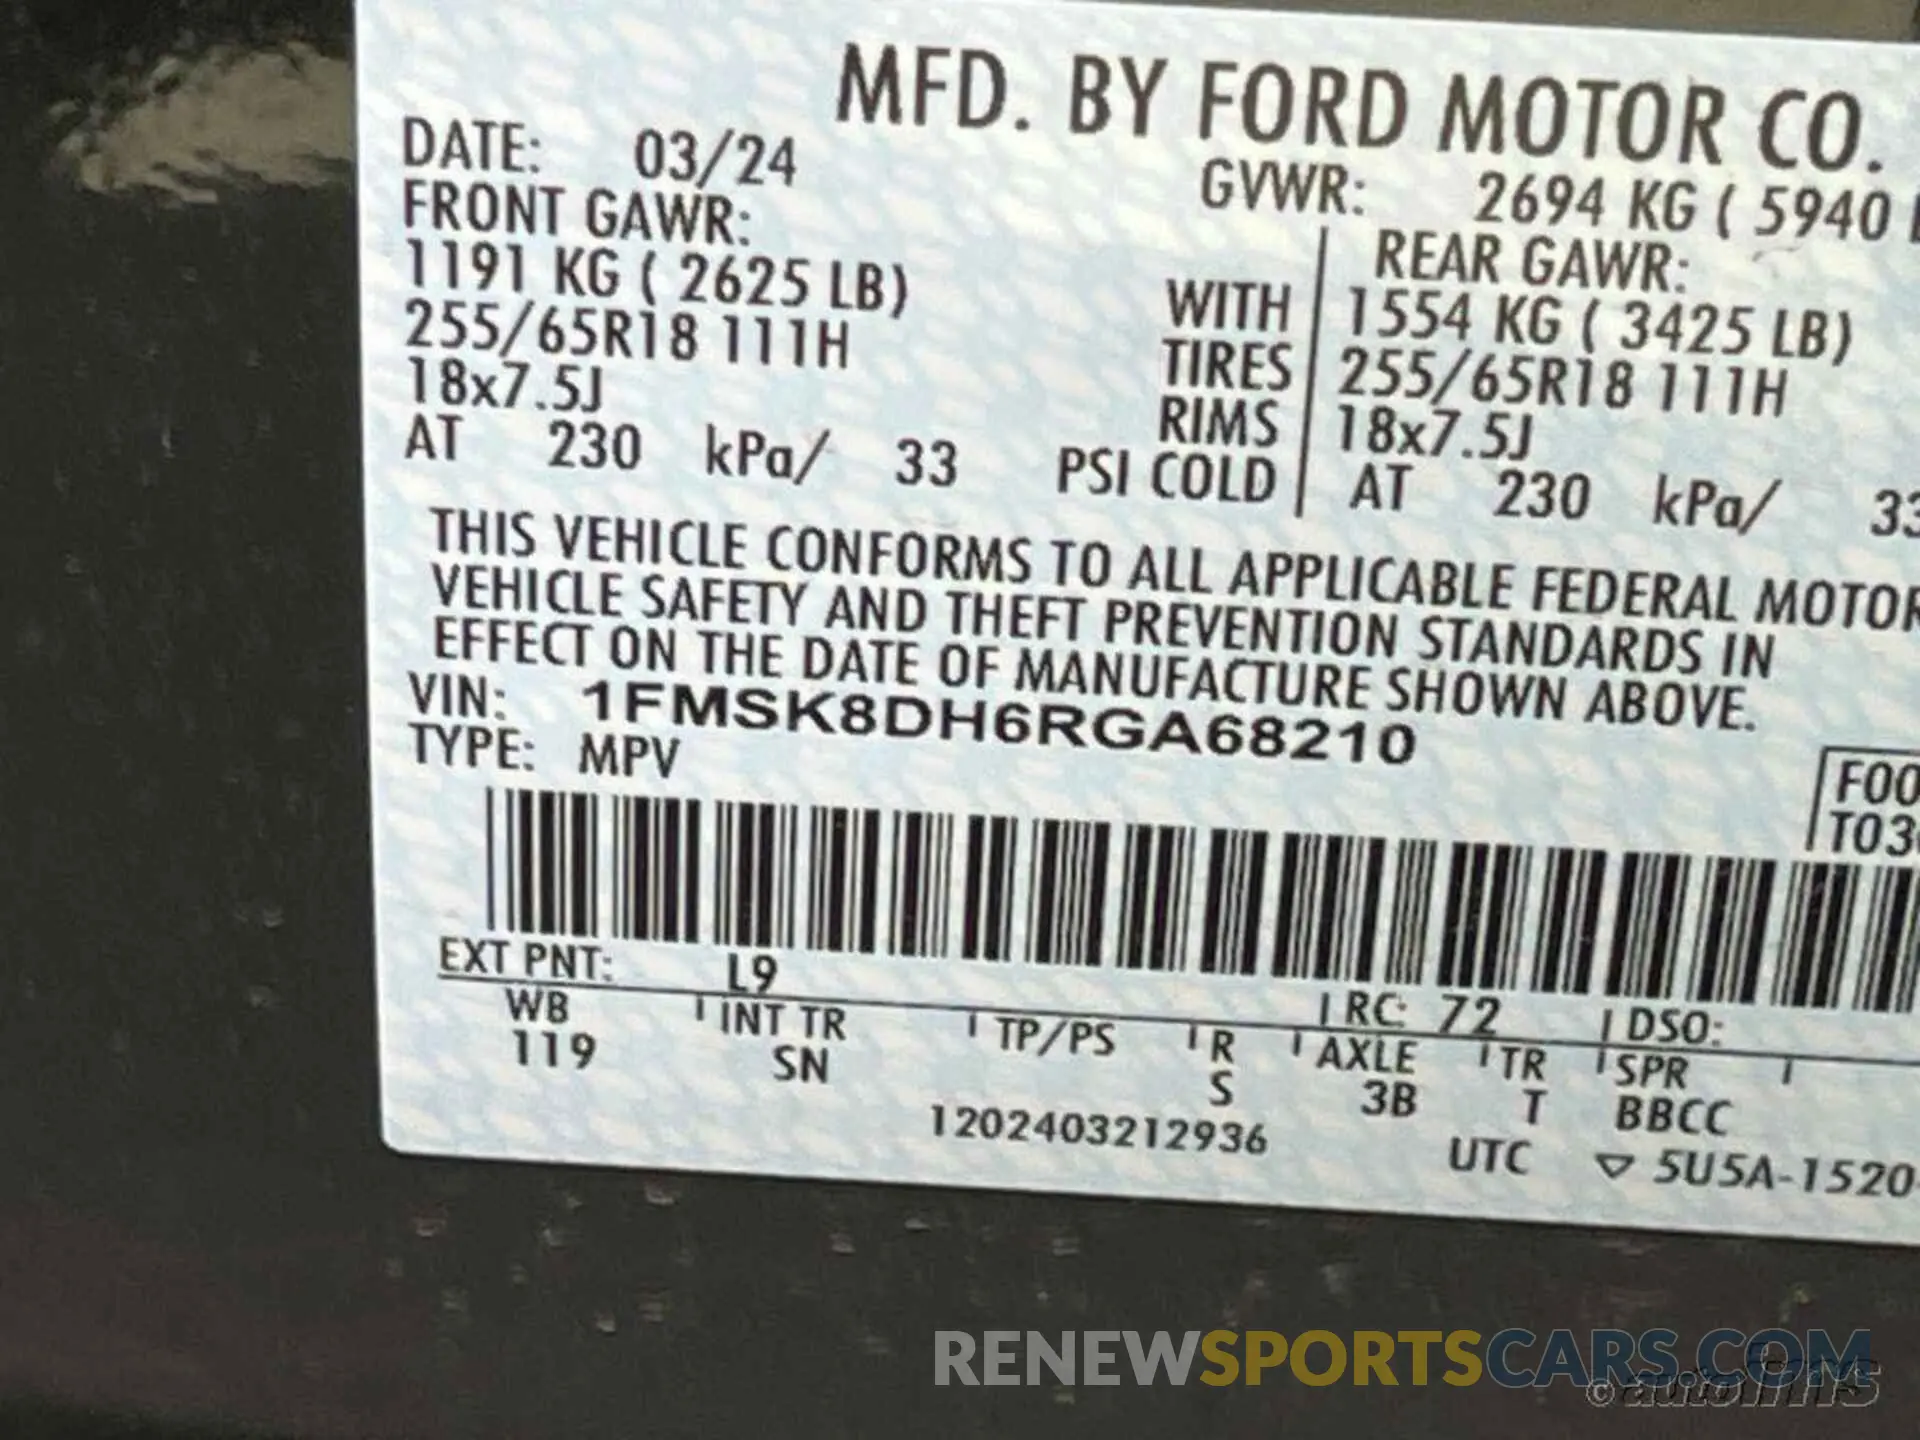 MFD. BY FORD MOTOR CO.
DATE: 03/24 GVWR: 2694 KG ( 5940
FRONT GAWR: REAR GAWR:
1191 KG ( 2625 LB) WITH 1554 KG ( 3425 LB)
255/65R18 111H TIRES 255/65R18 111H
18x7.5J RIMS 18x7.5J
AT 230 kPa/ 33 PSI COLD AT 230 kPa/ 33
THIS VEHICLE CONFORMS TO ALL APPLICABLE FEDERAL MOTOR
VEHICLE SAFETY AND THEFT PREVENTION STANDARDS IN
EFFECT ON THE DATE OF MANUFACTURE SHOWN ABOVE.
VIN: 1FMSK8DH6RGA68210
TYPE: MPV
F00
T03
EXT PNT: L9 RC: 72 DSO:
WB INT TR TP/PS R AXLE TR SPR
119 SN S 3B T BBCC
1202403212936 UTC ▽ 5U5A-1520
RENEWSPORTSCARS.COM